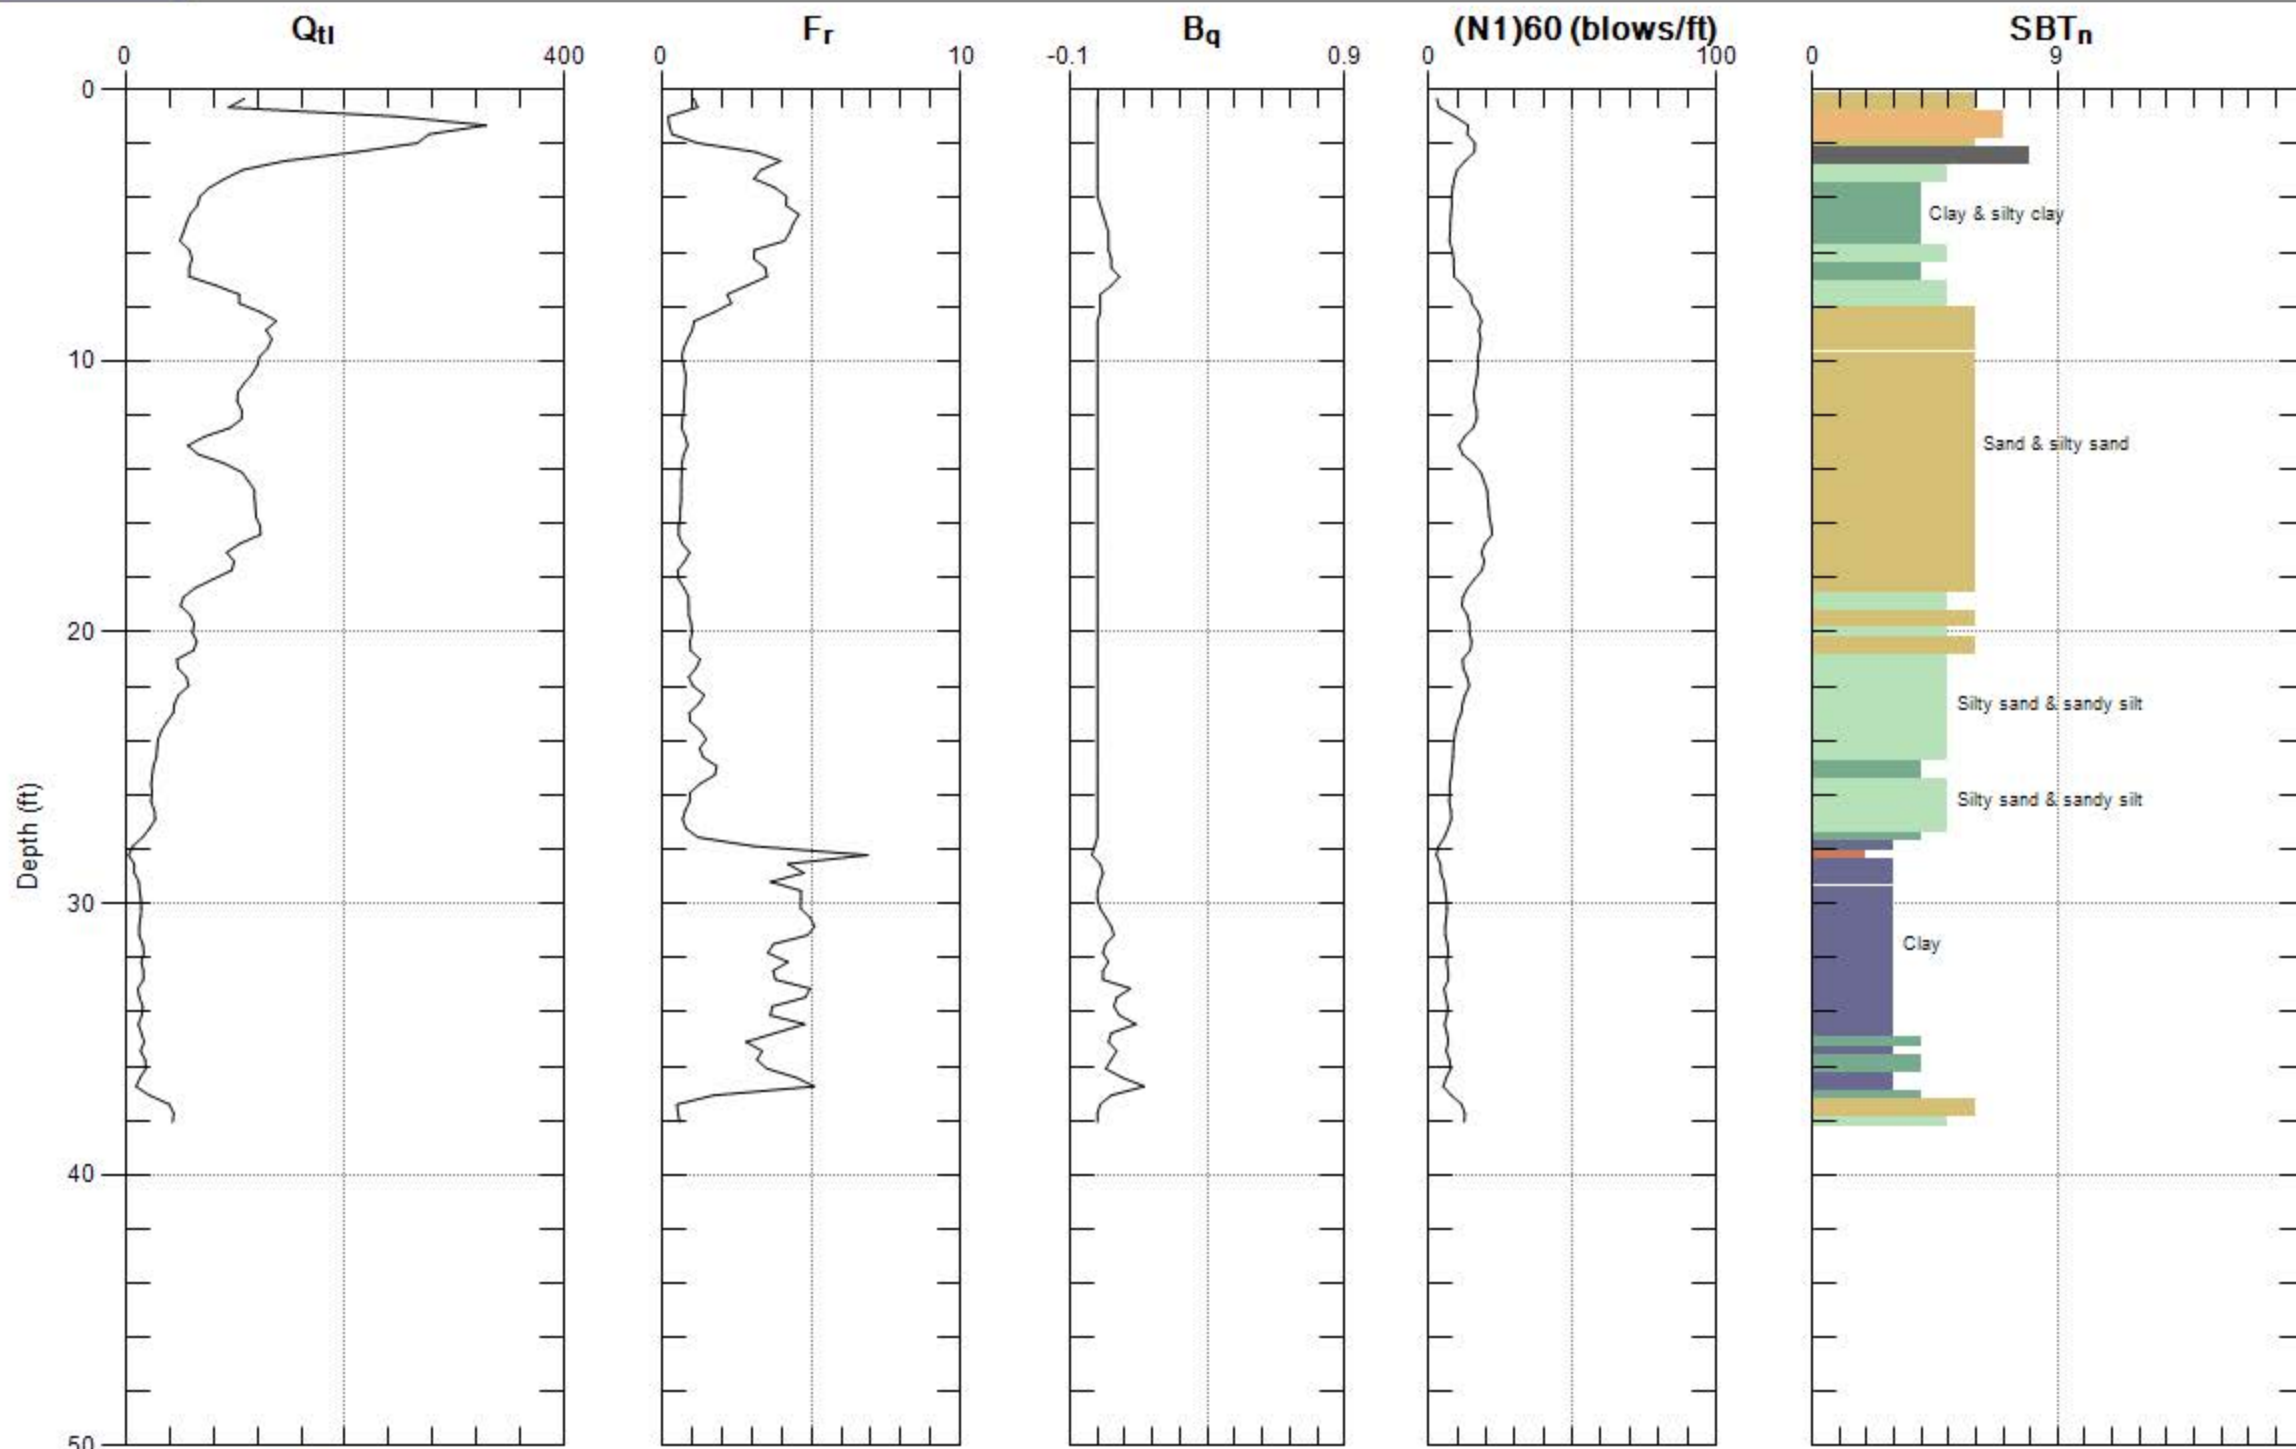 Qtl Fr Bq (N1)60 (blows/ft) SBTn
0 400 0 10 -0.1 0.9 0 100 0 9
0
Clay & silty clay
10
Sand & silty sand
20
Silty sand & sandy silt
Silty sand & sandy silt
Depth (ft)
30
Clay
40
50